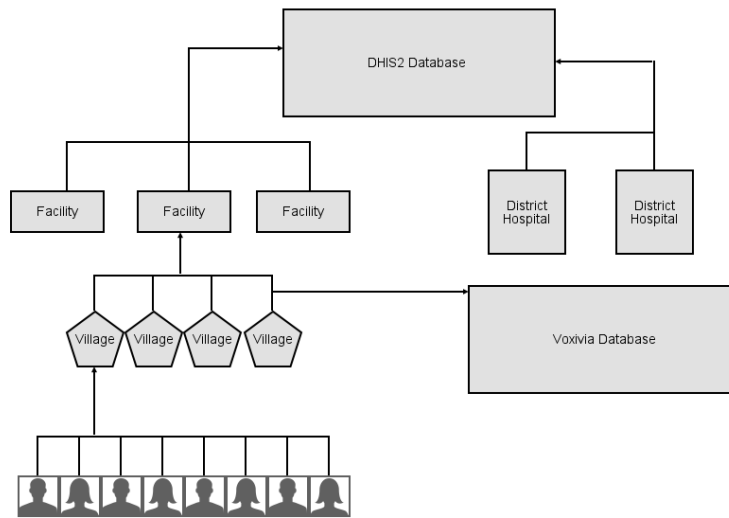 DHIS2 Database
Facility
Facility
Facility
District
Hospital
District
Hospital
Village
Village
Village
Village
Voxivia Database